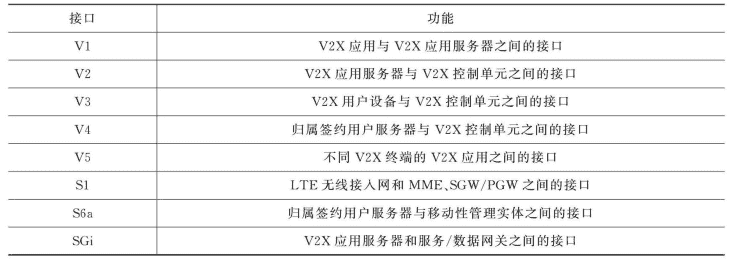 接口 功能
V1 V2X 应用与 V2X 应用服务器之间的接口
V2 V2X 应用服务器与 V2X 控制单元之间的接口
V3 V2X 用户设备与 V2X 控制单元之间的接口
V4 归属签约用户服务器与 V2X 控制单元之间的接口
V5 不同 V2X 终端的 V2X 应用之间的接口
S1 LTE 无线接入网和 MME、SGW/PGW 之间的接口
S6a 归属签约用户服务器与移动性管理实体之间的接口
SGi V2X 应用服务器和服务/数据网关之间的接口